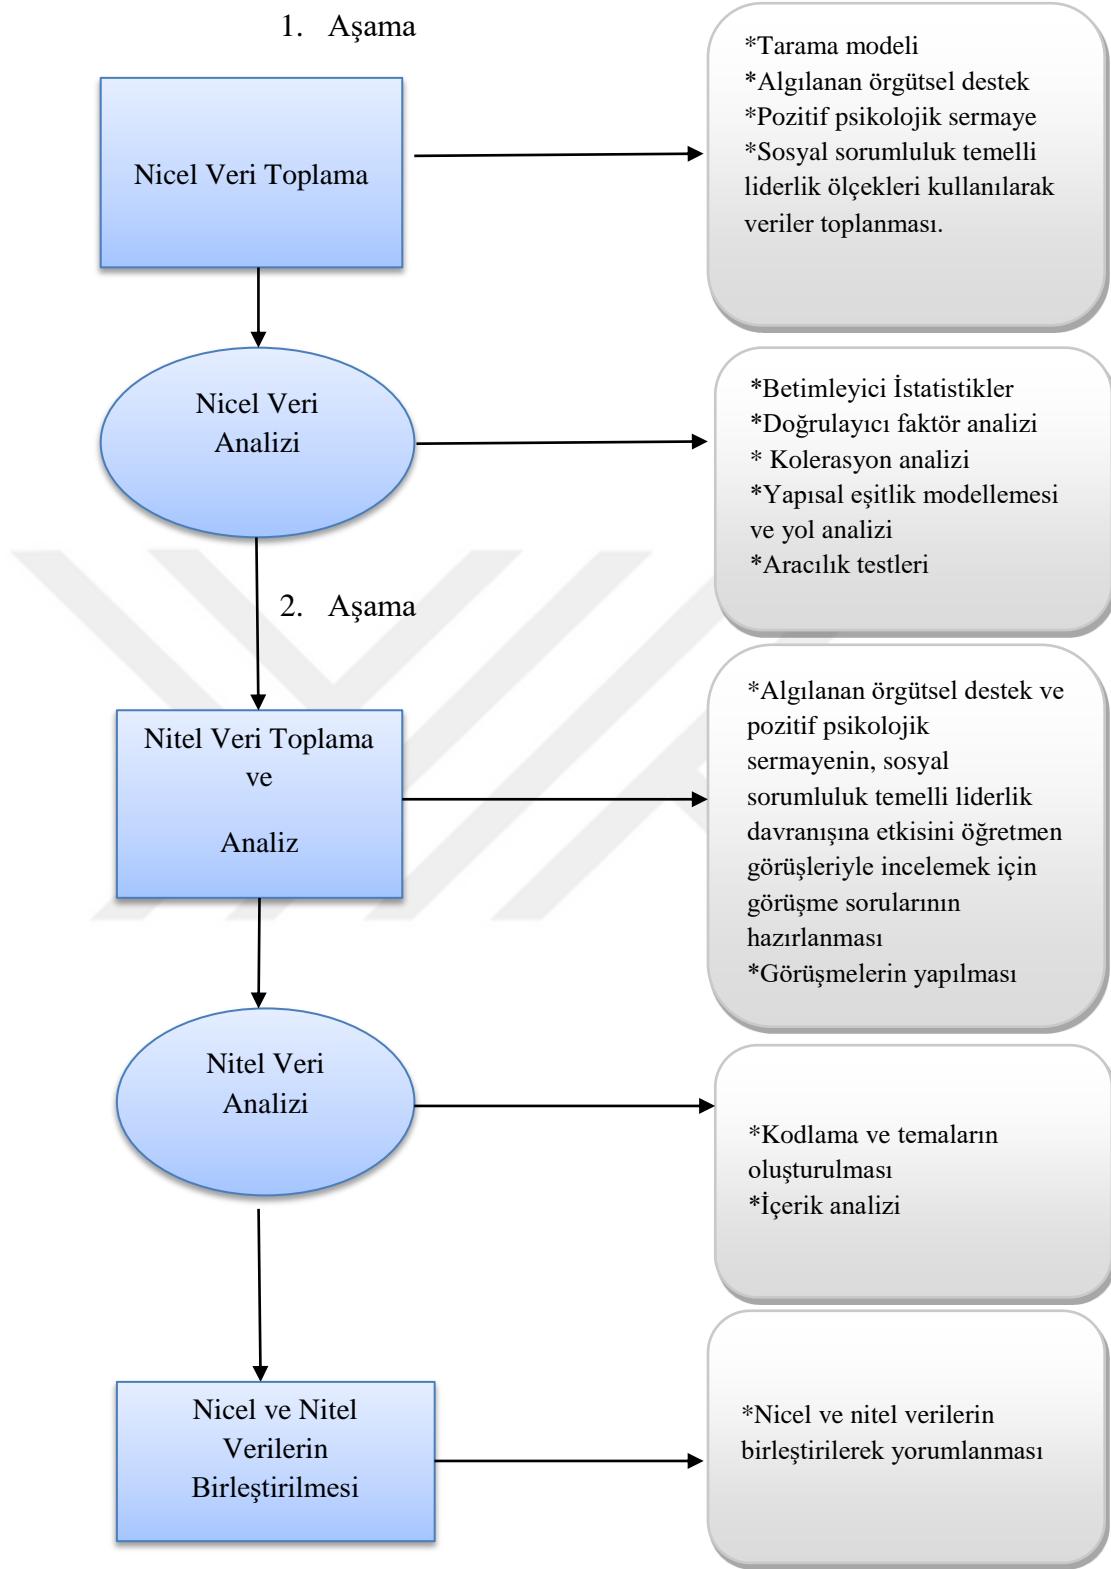 1. Aşama
Nicel Veri Toplama
*Tarama modeli
*Algılanan örgütsel destek
*Pozitif psikolojik sermaye
*Sosyal sorumluluk temelli
liderlik ölçekleri kullanılarak
veriler toplanması.
Nicel Veri
Analizi
*Betimleyici İstatistikler
*Doğrulayıcı faktör analizi
* Kolerasyon analizi
*Yapısal eşitlik modellemesi
ve yol analizi
*Aracılık testleri
2. Aşama
Nitel Veri Toplama
ve
Analiz
*Algılanan örgütsel destek ve
pozitif psikolojik
sermayenin, sosyal
sorumluluk temelli liderlik
davranışına etkisini öğretmen
görüşleriyle incelemek için
görüşme sorularının
hazırlanması
*Görüşmelerin yapılması
Nitel Veri
Analizi
*Kodlama ve temaların
oluşturulması
*İçerik analizi
Nicel ve Nitel
Verilerin
Birleştirilmesi
*Nicel ve nitel verilerin
birleştirilerek yorumlanması